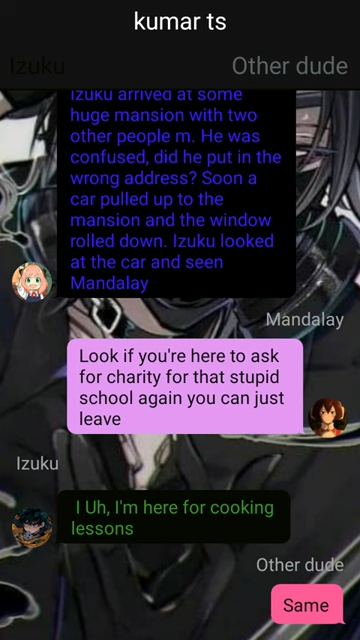 kumar ts
Izuku
Other dude
Izuku arrived at some
huge mansion with two
other people m. He was
confused, did he put in the
wrong address? Soon a
car pulled up to the
mansion and the window
rolled down. Izuku looked
at the car and seen
Mandalay
Mandalay
Look if you're here to ask
for charity for that stupid
school again you can just
leave
Izuku
I Uh, I'm here for cooking
lessons
Other dude
Same